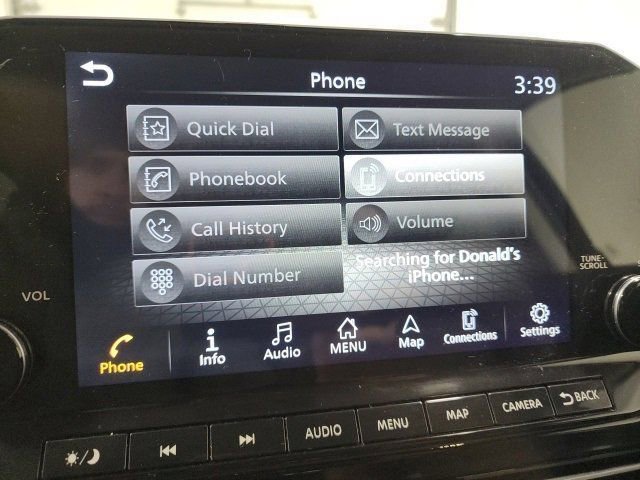 Phone
3:39
Quick Dial
Text Message
Phonebook
Connections
Call History
Volume
Dial Number
Searching for Donald's
iPhone...
TUNE·
SCROLL
VOL
Phone
Info
Audio
MENU
Map
Connections
Settings
AUDIO
MENU
MAP
CAMERA
BACK